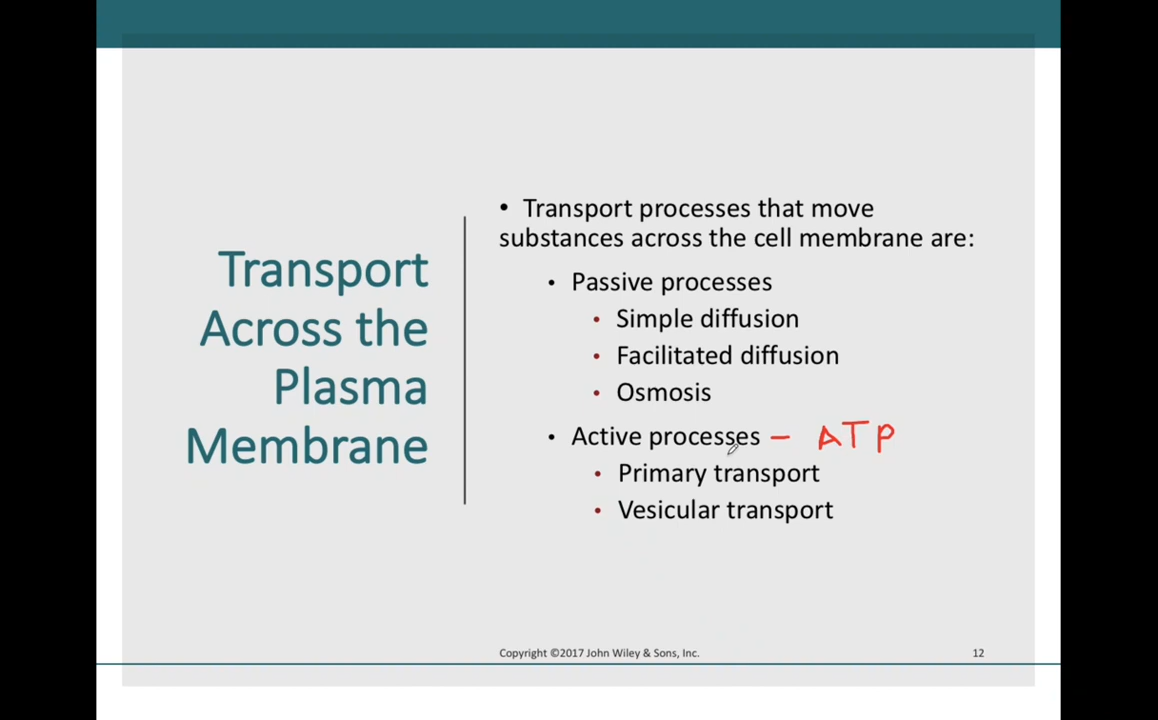 Transport
Across the
Plasma
Membrane
• Transport processes that move
substances across the cell membrane are:
• Passive processes
• Simple diffusion
• Facilitated diffusion
• Osmosis
• Active processes – ATP
• Primary transport
• Vesicular transport
Copyright ©2017 John Wiley & Sons, Inc.
12